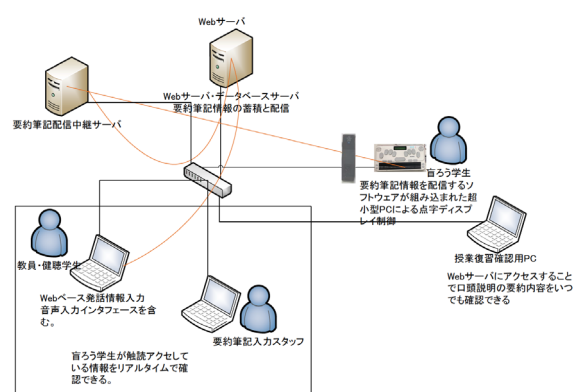 Webサーバ
Webサーバ・データベースサーバ
要約筆記情報の蓄積と配信
要約筆記配信中継サーバ
盲ろう学生
要約筆記情報を配信するソ
フトウェアが組み込まれた超
小型PCによる点字ディスプ
レイ制御
授業復習確認用PC
Webサーバにアクセスすること
で口頭説明の要約内容をいつ
でも確認できる
教員・健聴学生
Webベース発話情報入力
音声入力インタフェースを含
む。
要約筆記入力スタッフ
盲ろう学生が触読アクセして
いる情報をリアルタイムで確
認できる。